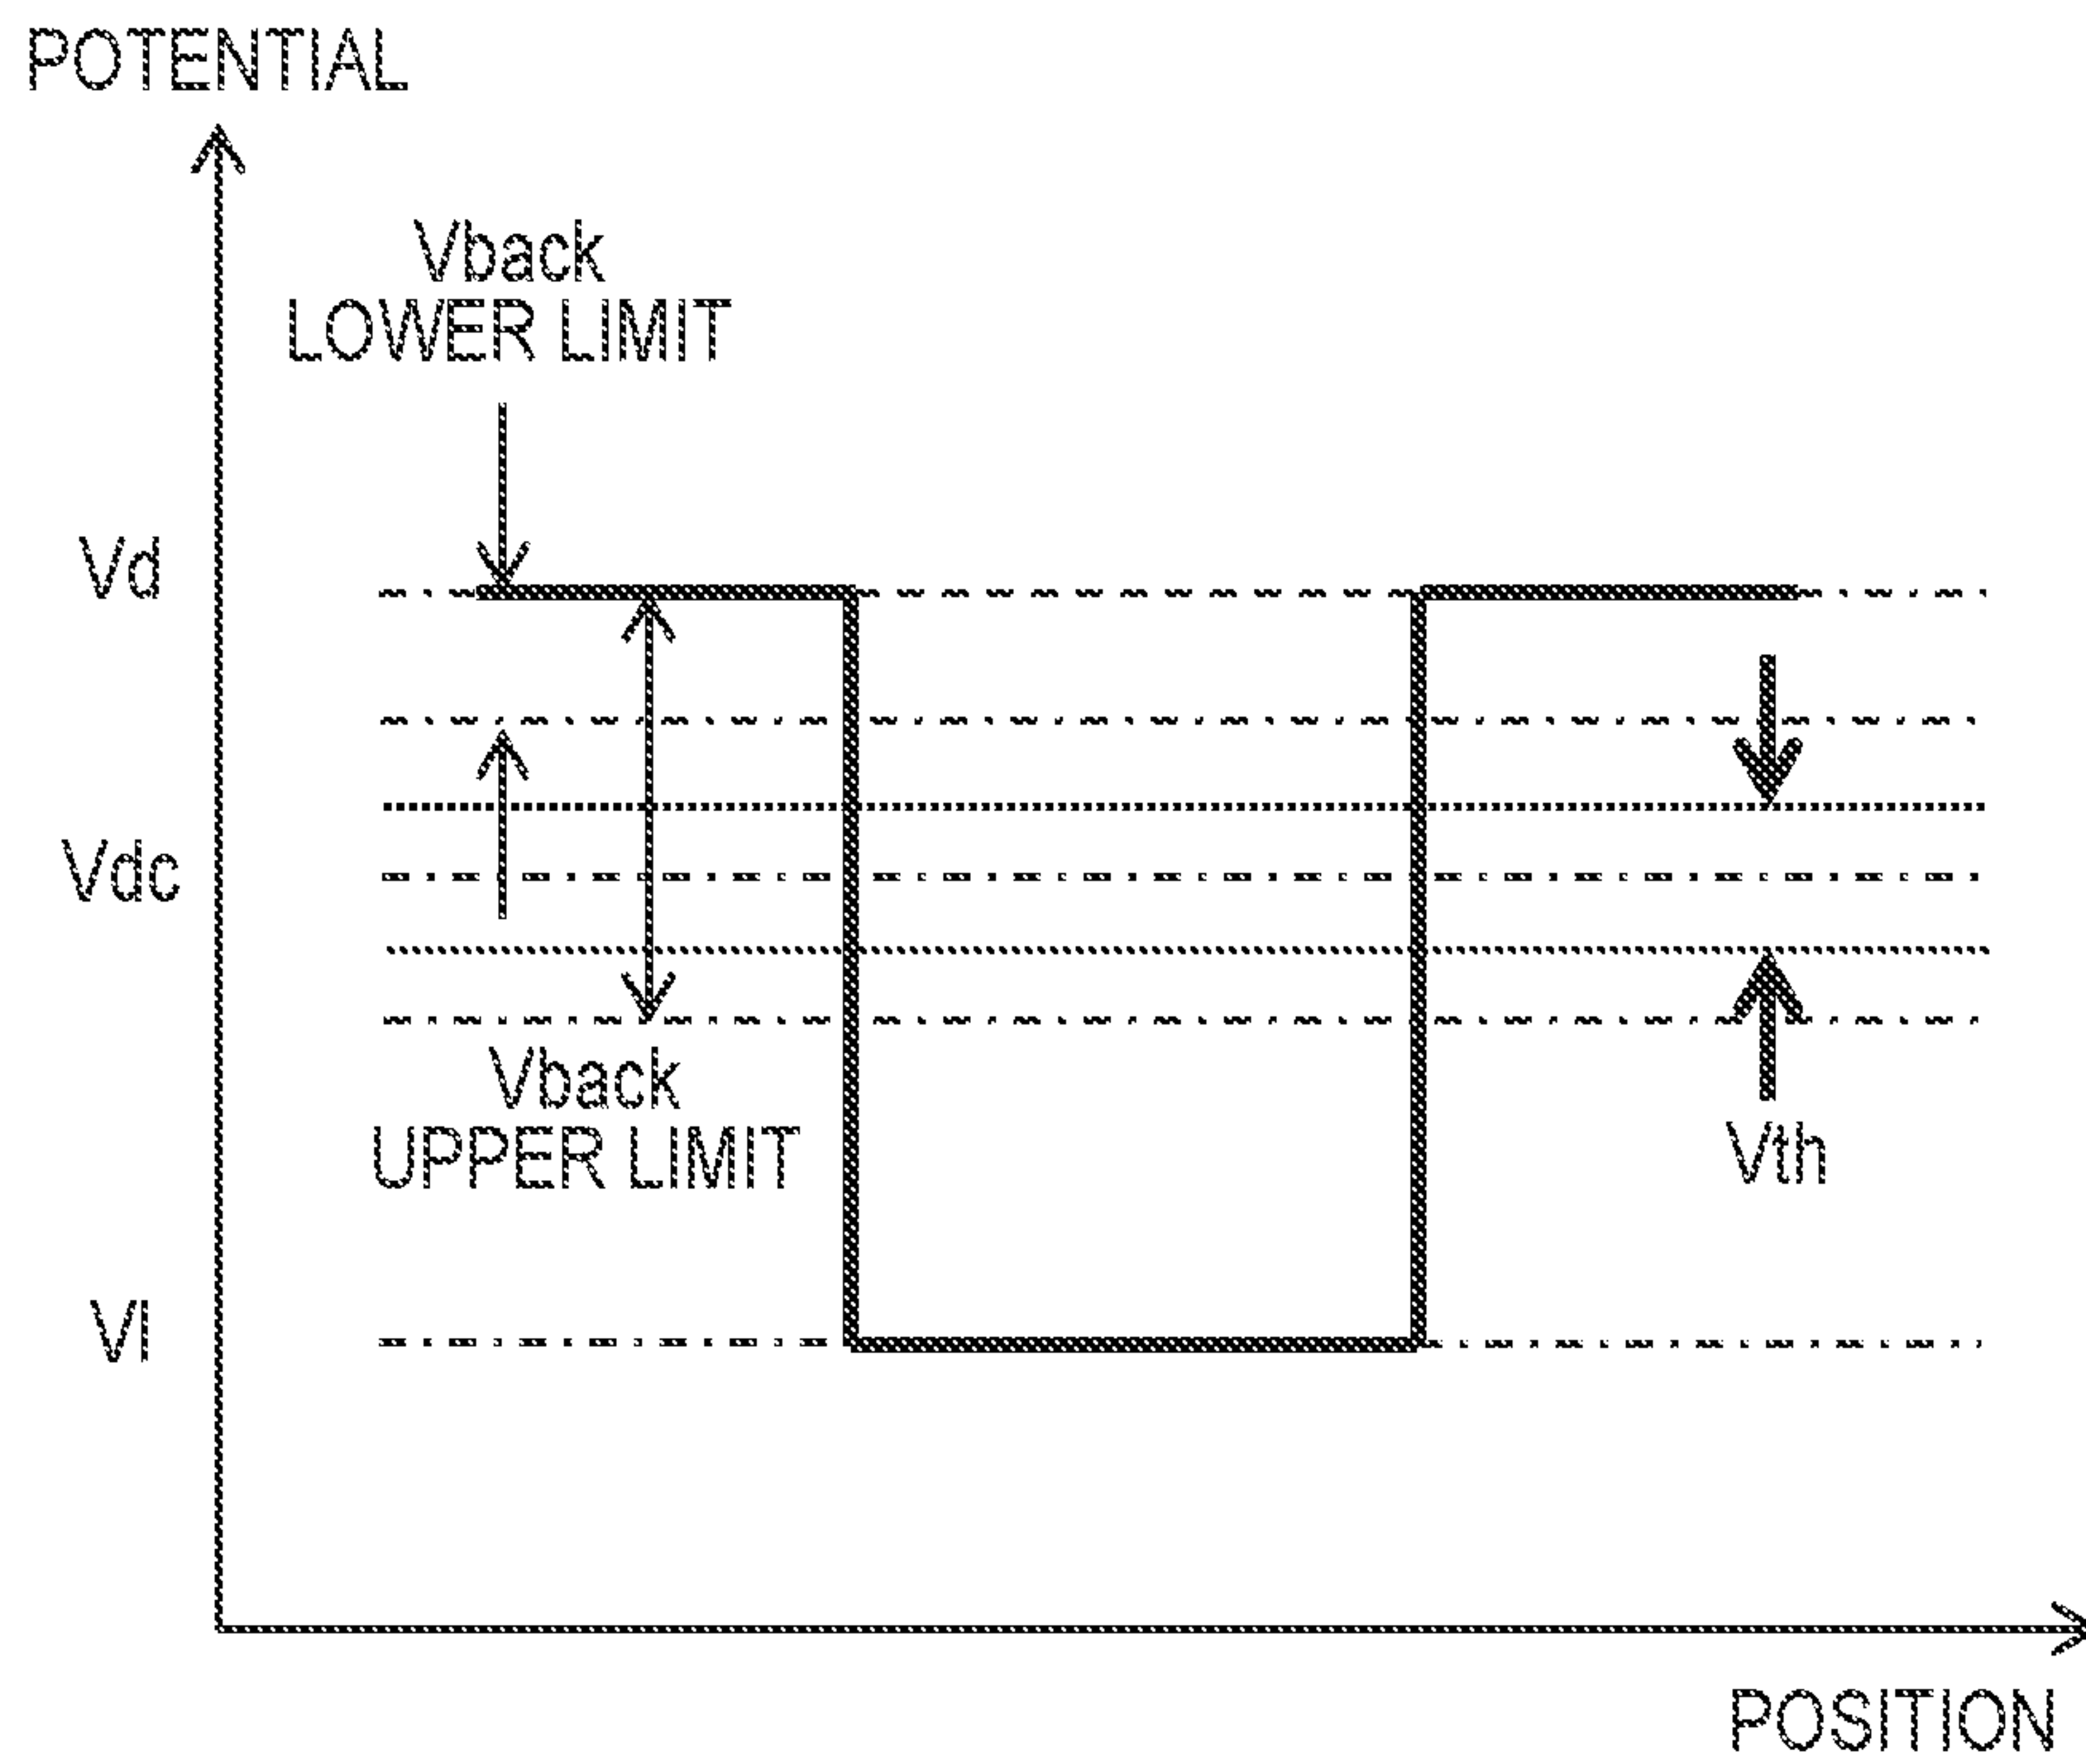 POTENTIAL
Vback
LOWER LIMIT
Vd
Vdc
Vback
UPPER LIMIT
Vth
Vl
POSITION